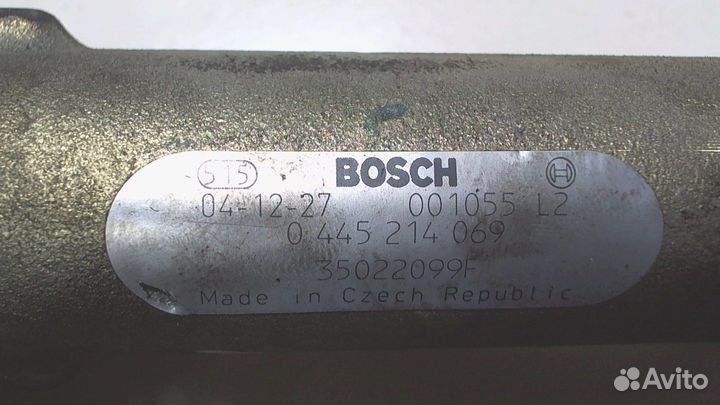 515 BOSCH
04-12-27 001055 L2
0 445 214 069
35022099F
Made in Czech Republic
Avito